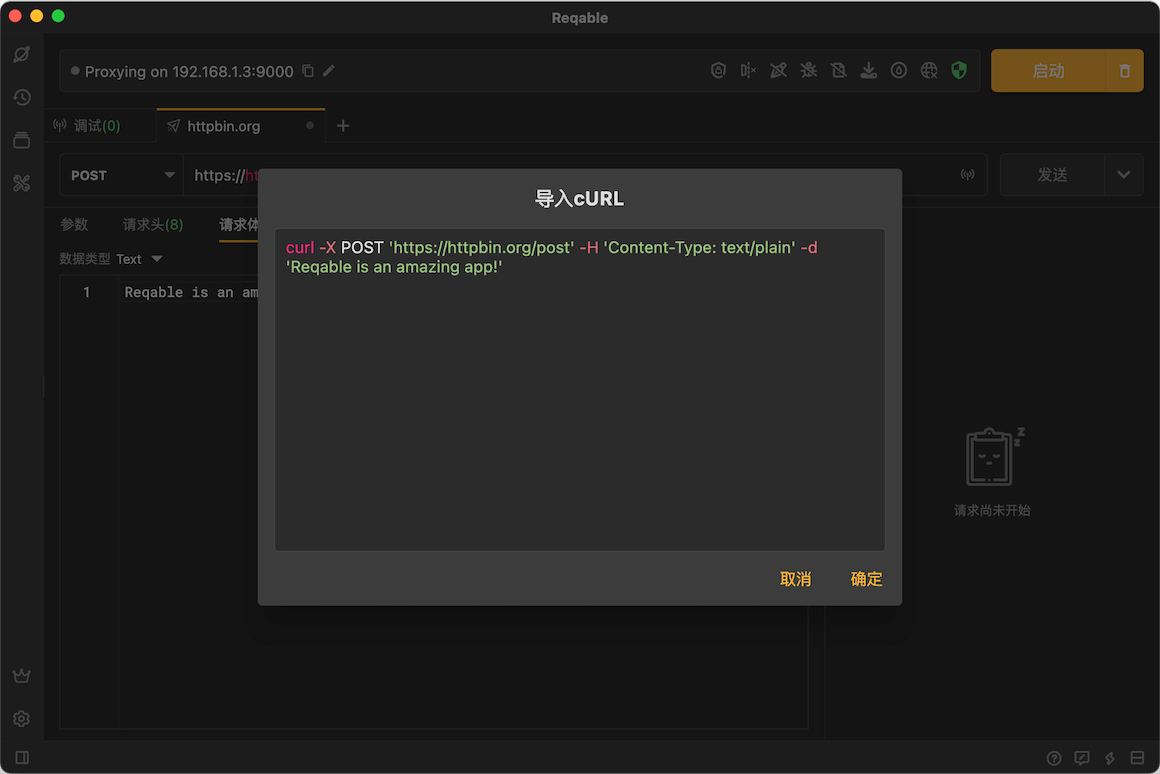 Reqable
Proxying on 192.168.1.3:9000
启动
调试(0)
httpbin.org
POST
https://ht
发送
导入cURL
参数
请求头(8)
请求体
curl -X POST 'https://httpbin.org/post' -H 'Content-Type: text/plain' -d
'Reqable is an amazing app!'
数据类型 Text
1
Reqable is an am
z
z
请求尚未开始
取消
确定